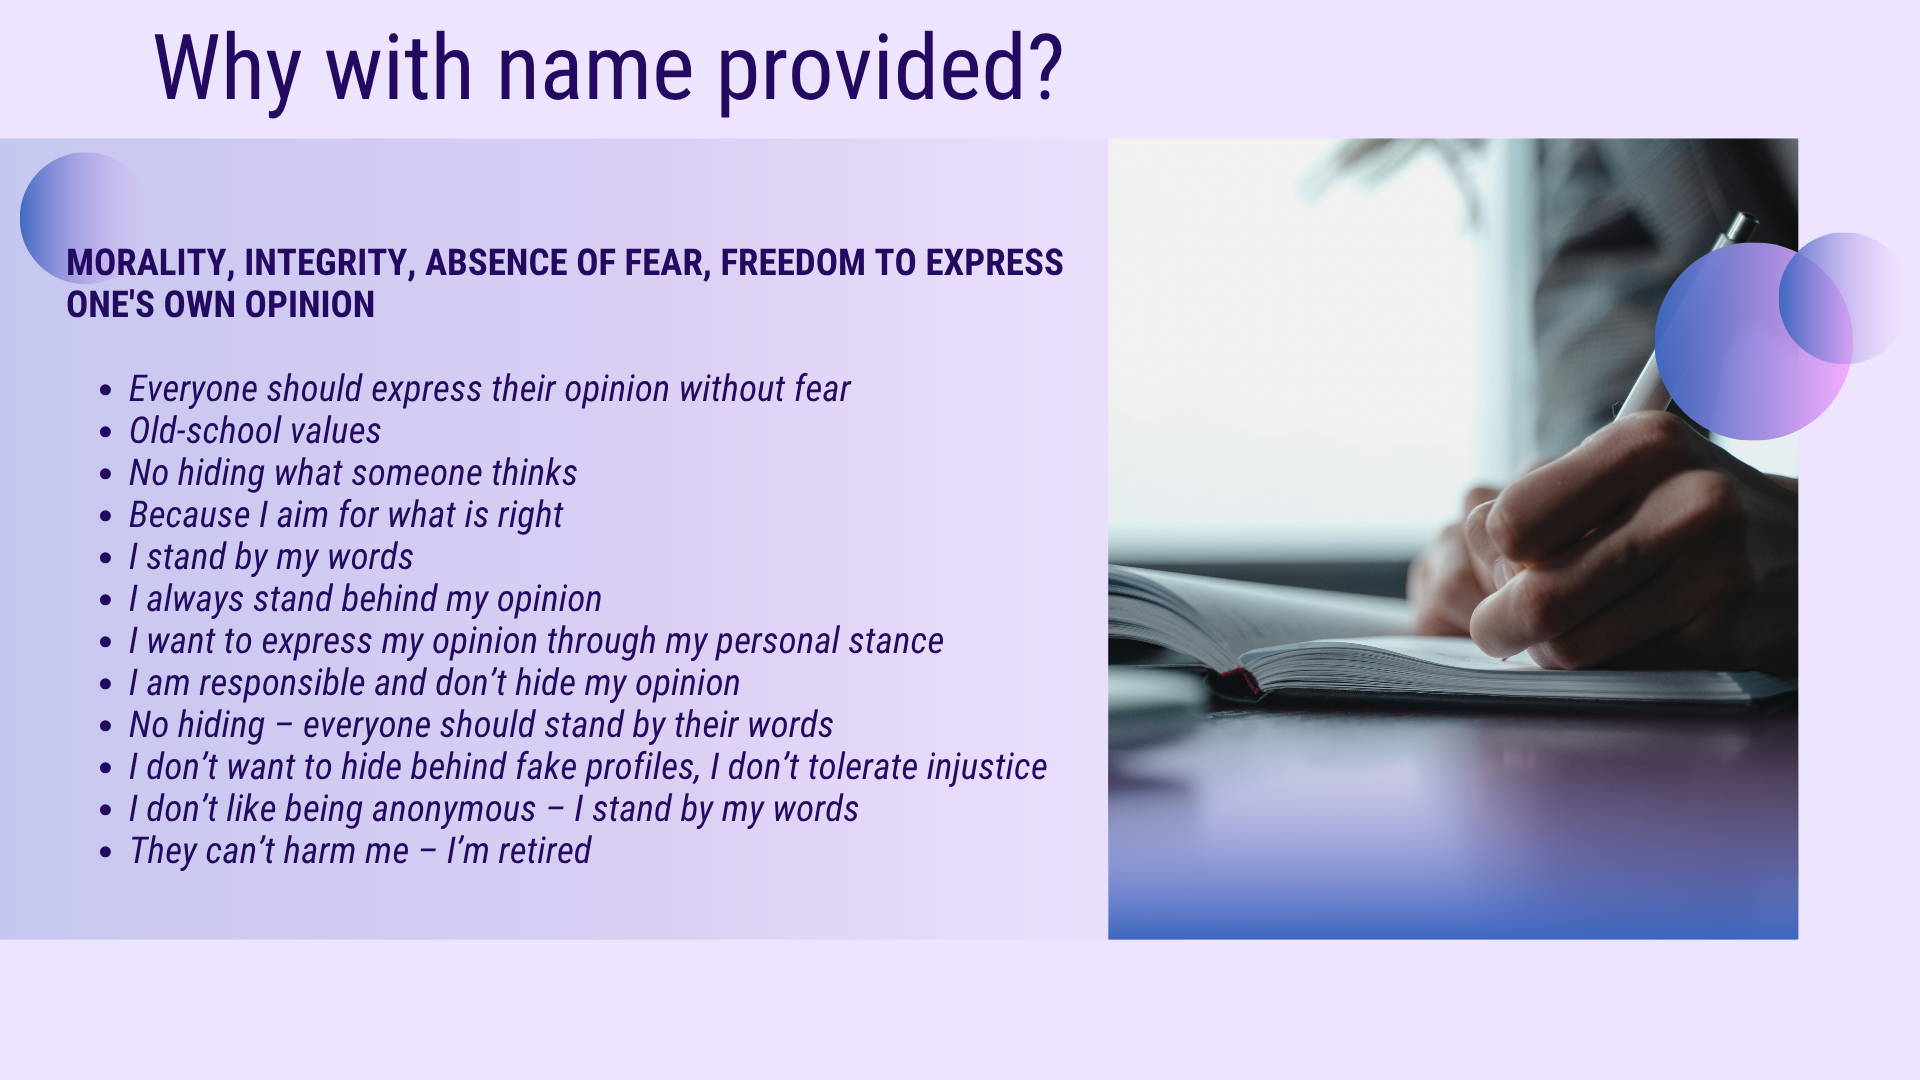 Why with name provided?
MORALITY, INTEGRITY, ABSENCE OF FEAR, FREEDOM TO EXPRESS
ONE'S OWN OPINION
• Everyone should express their opinion without fear
• Old-school values
• No hiding what someone thinks
• Because I aim for what is right
• I stand by my words
• I always stand behind my opinion
• I want to express my opinion through my personal stance
• I am responsible and don’t hide my opinion
• No hiding – everyone should stand by their words
• I don’t want to hide behind fake profiles, I don’t tolerate injustice
• I don’t like being anonymous – I stand by my words
• They can’t harm me – I’m retired